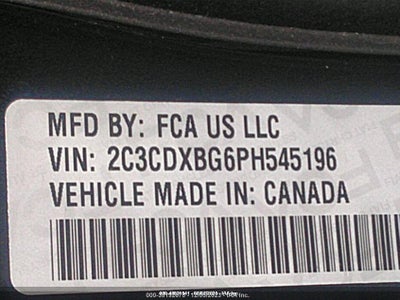 MFD BY: FCA US LLC
VIN: 2C3CDXBG6PH545196
VEHICLE MADE IN: CANADA